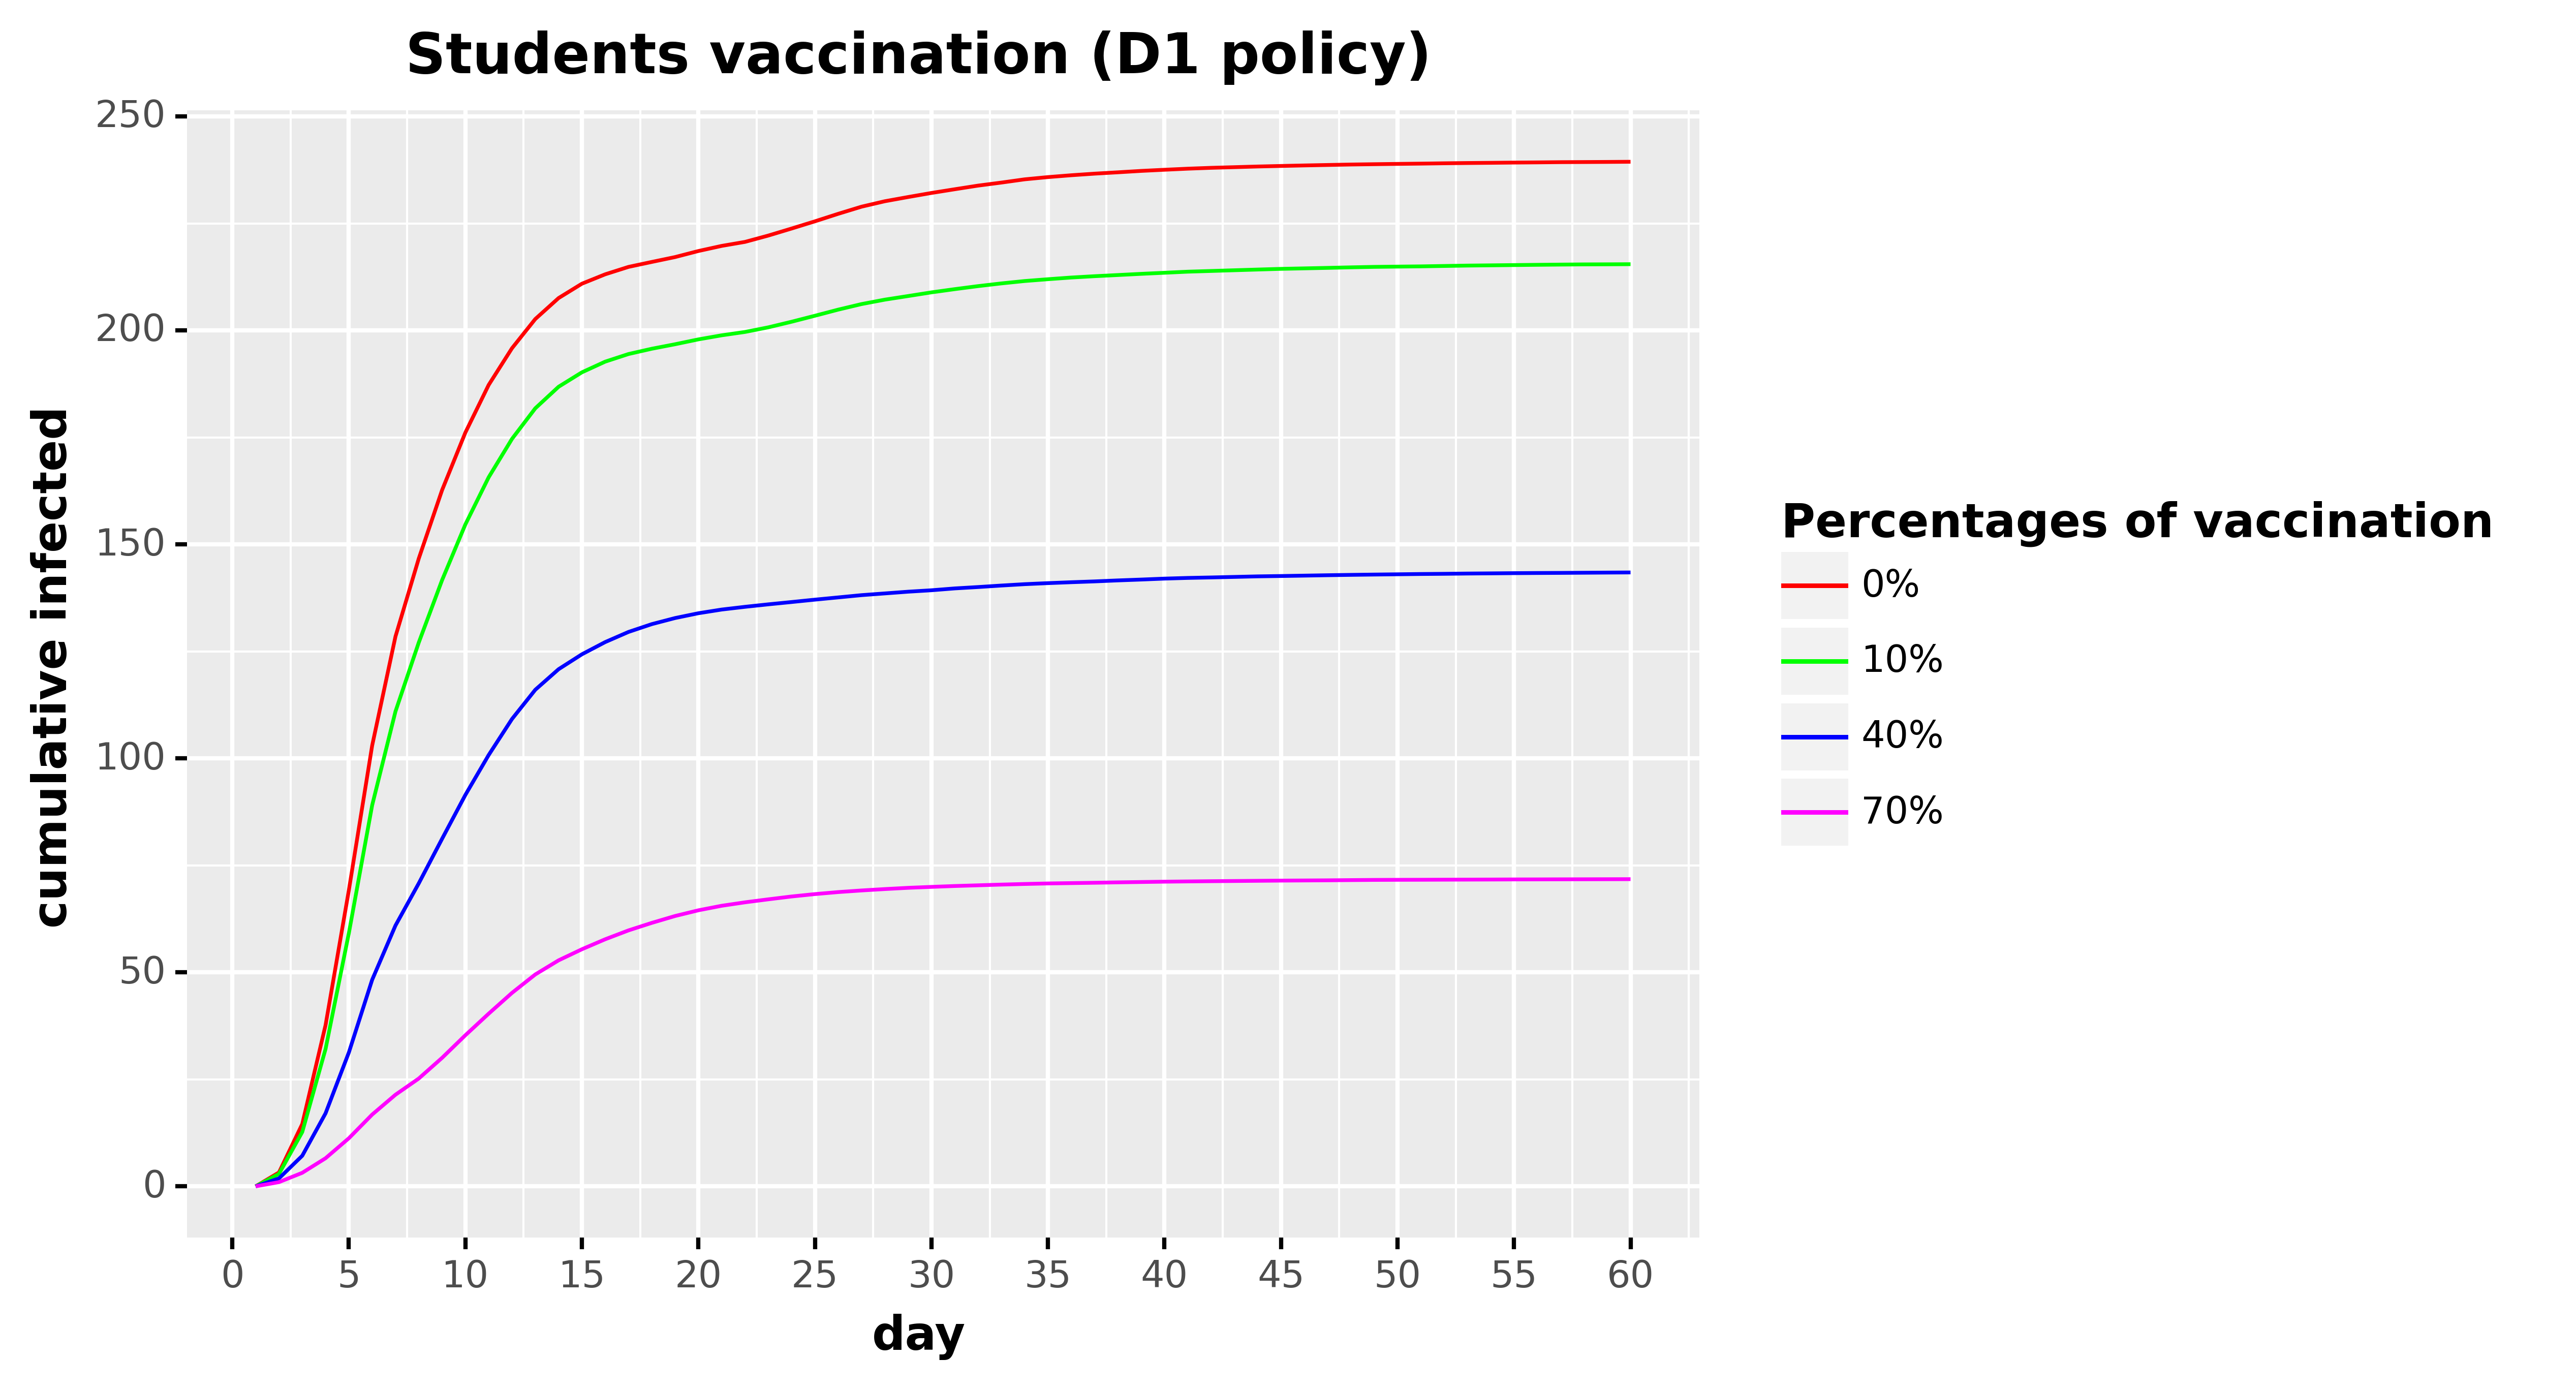 Students vaccination (D1 policy)
250
200
150
100
50
0
cumulative infected
0 5 10 15 20 25 30 35 40 45 50 55 60
day
Percentages of vaccination
0%
10%
40%
70%